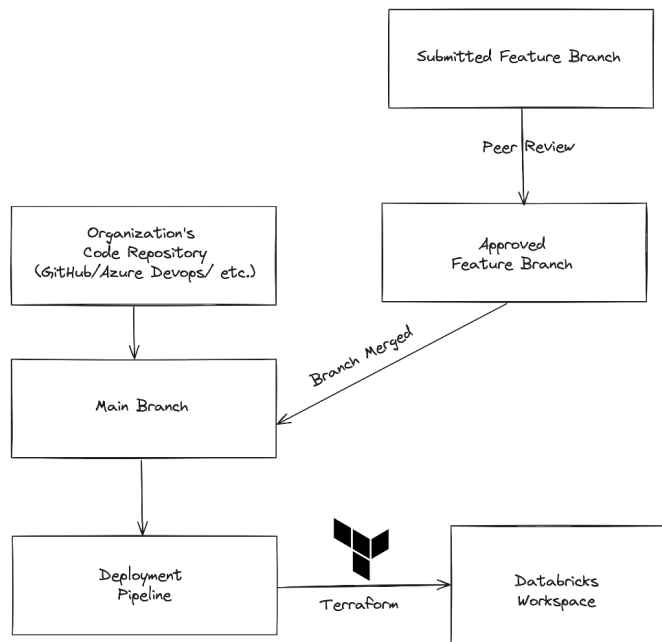 Submitted Feature Branch
Peer Review
Organization's
Code Repository
(GitHub/Azure Devops/ etc.)
Approved
Feature Branch
Branch Merged
Main Branch
Deployment
Pipeline
Terraform
Databricks
Workspace